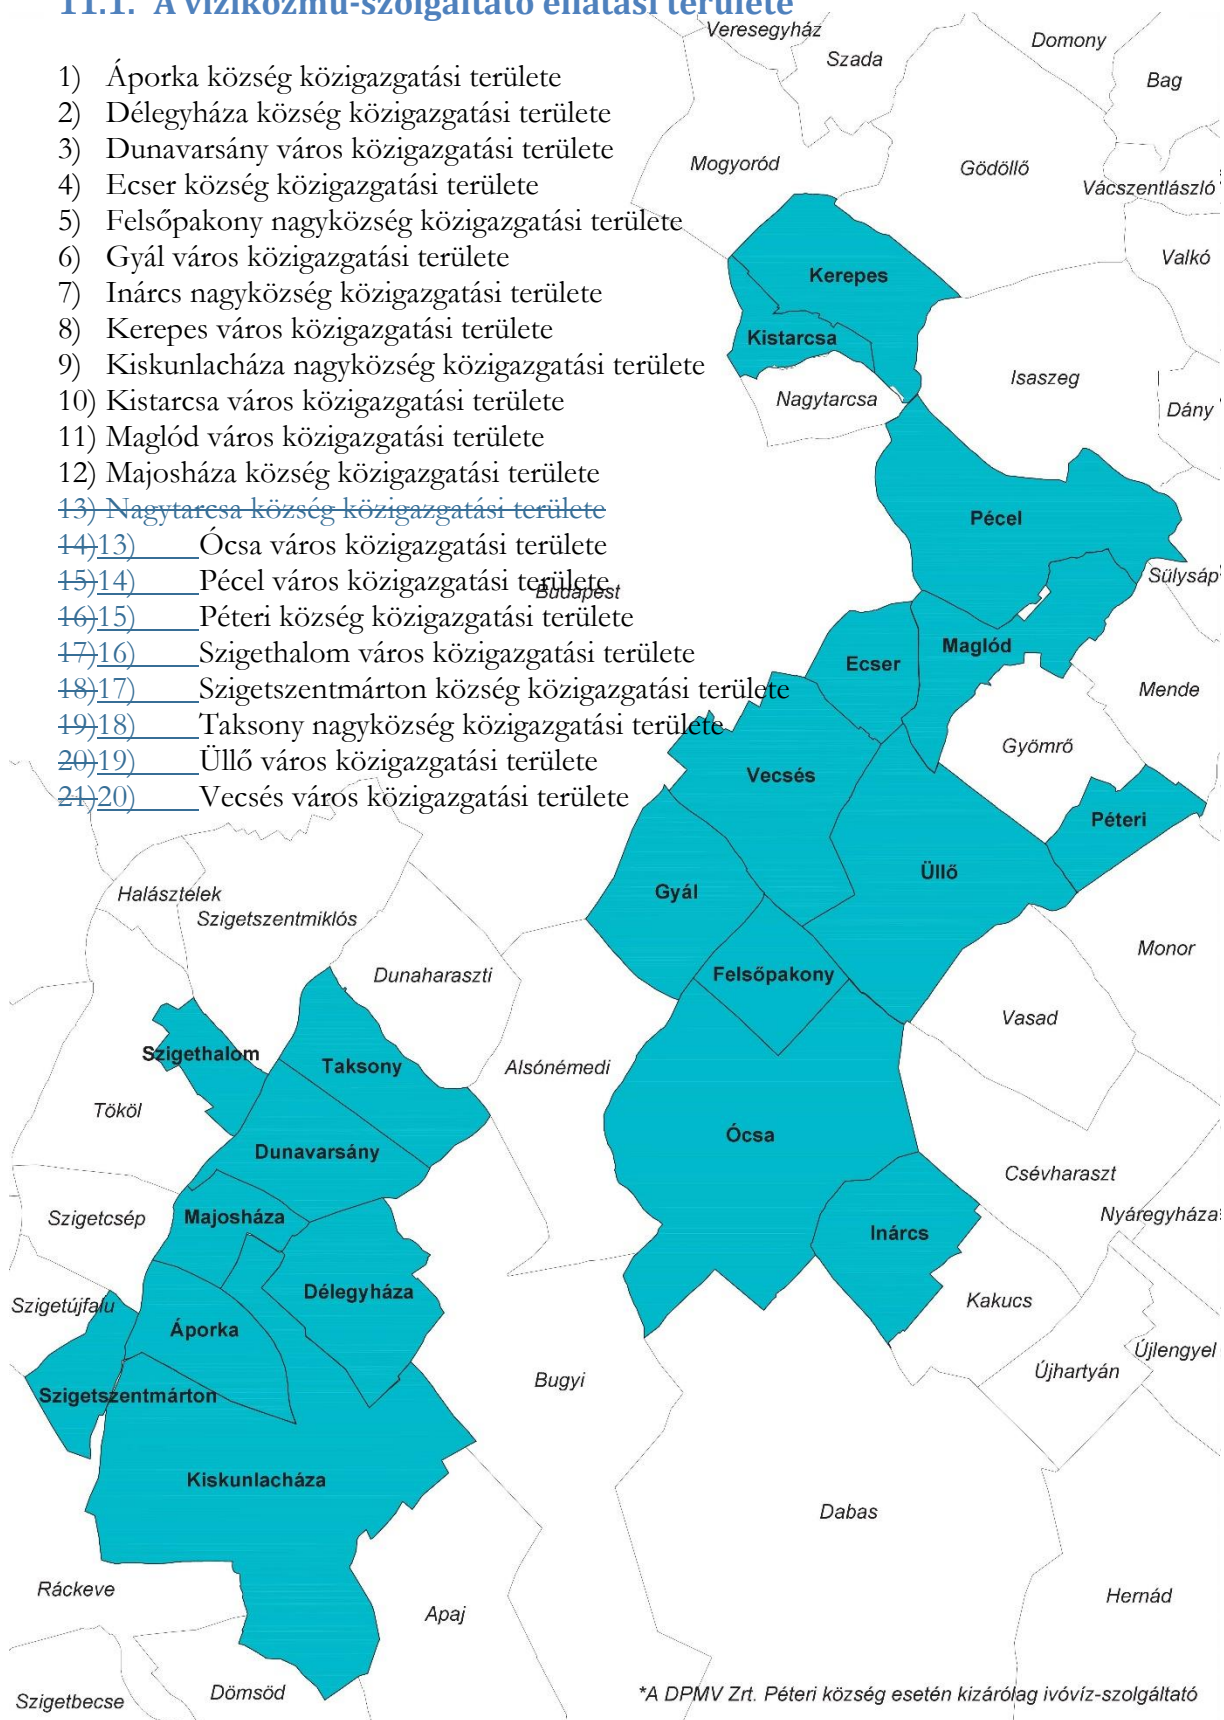 11.1. A víziközmű-szolgáltató ellátási területe
1) Áporka község közigazgatási területe
2) Délegyháza község közigazgatási területe
3) Dunavarsány város közigazgatási területe
4) Ecser község közigazgatási területe
5) Felsőpakony nagyközség közigazgatási területe
6) Gyál város közigazgatási területe
7) Inárcs nagyközség közigazgatási területe
8) Kerepes város közigazgatási területe
9) Kiskunlacháza nagyközség közigazgatási területe
10) Kistarcsa város közigazgatási területe
11) Maglód város közigazgatási területe
12) Majosháza község közigazgatási területe
13) Nagytarcsa község közigazgatási területe
14)13) Ócsa város közigazgatási területe
15)14) Pécel város közigazgatási területe
16)15) Péteri község közigazgatási területe
17)16) Szigethalom város közigazgatási területe
18)17) Szigetszentmárton község közigazgatási területe
19)18) Taksony nagyközség közigazgatási területe
20)19) Üllő város közigazgatási területe
21)20) Vecsés város közigazgatási területe
Veresegyház
Szada
Domony
Bag
Mogyoród
Gödöllő
Vácszentlászló
Valkó
Kerepes
Kistarcsa
Isaszeg
Nagytarcsa
Dány
Pécel
Budapest
Sülysáp
Maglód
Ecser
Mende
Gyömrő
Vecsés
Péteri
Üllő
Gyál
Halásztelek
Szigetszentmiklós
Dunaharaszti
Felsőpakony
Monor
Vasad
Szigethalom
Taksony
Alsónémedi
Tököl
Ócsa
Dunavarsány
Csévharaszt
Majosháza
Szigetcsép
Nyáregyháza
Inárcs
Délegyháza
Szigetújfalu
Kakucs
Áporka
Újlengyel
Újhartyán
Bugyi
Szigetszentmárton
Kiskunlacháza
Dabas
Ráckeve
Hernád
Apaj
Dömsöd
Szigetbecse
*A DPMV Zrt. Péteri község esetén kizárólag ivóvíz-szolgáltató